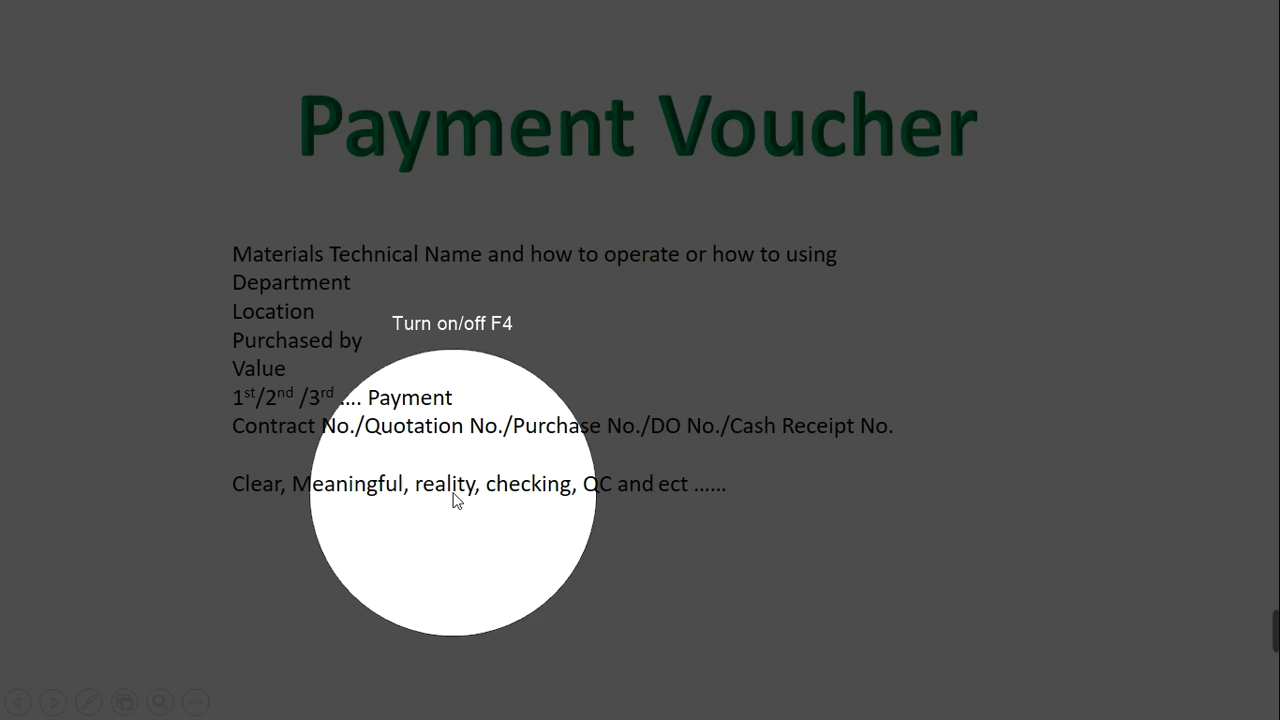 Payment Voucher
Materials Technical Name and how to operate or how to using
Department
Location
Turn on/off F4
Purchased by
Value
1st/2nd /3rd .... Payment
Contract No./Quotation No./Purchase No./DO No./Cash Receipt No.
Clear, Meaningful, reality, checking, QC and ect ......